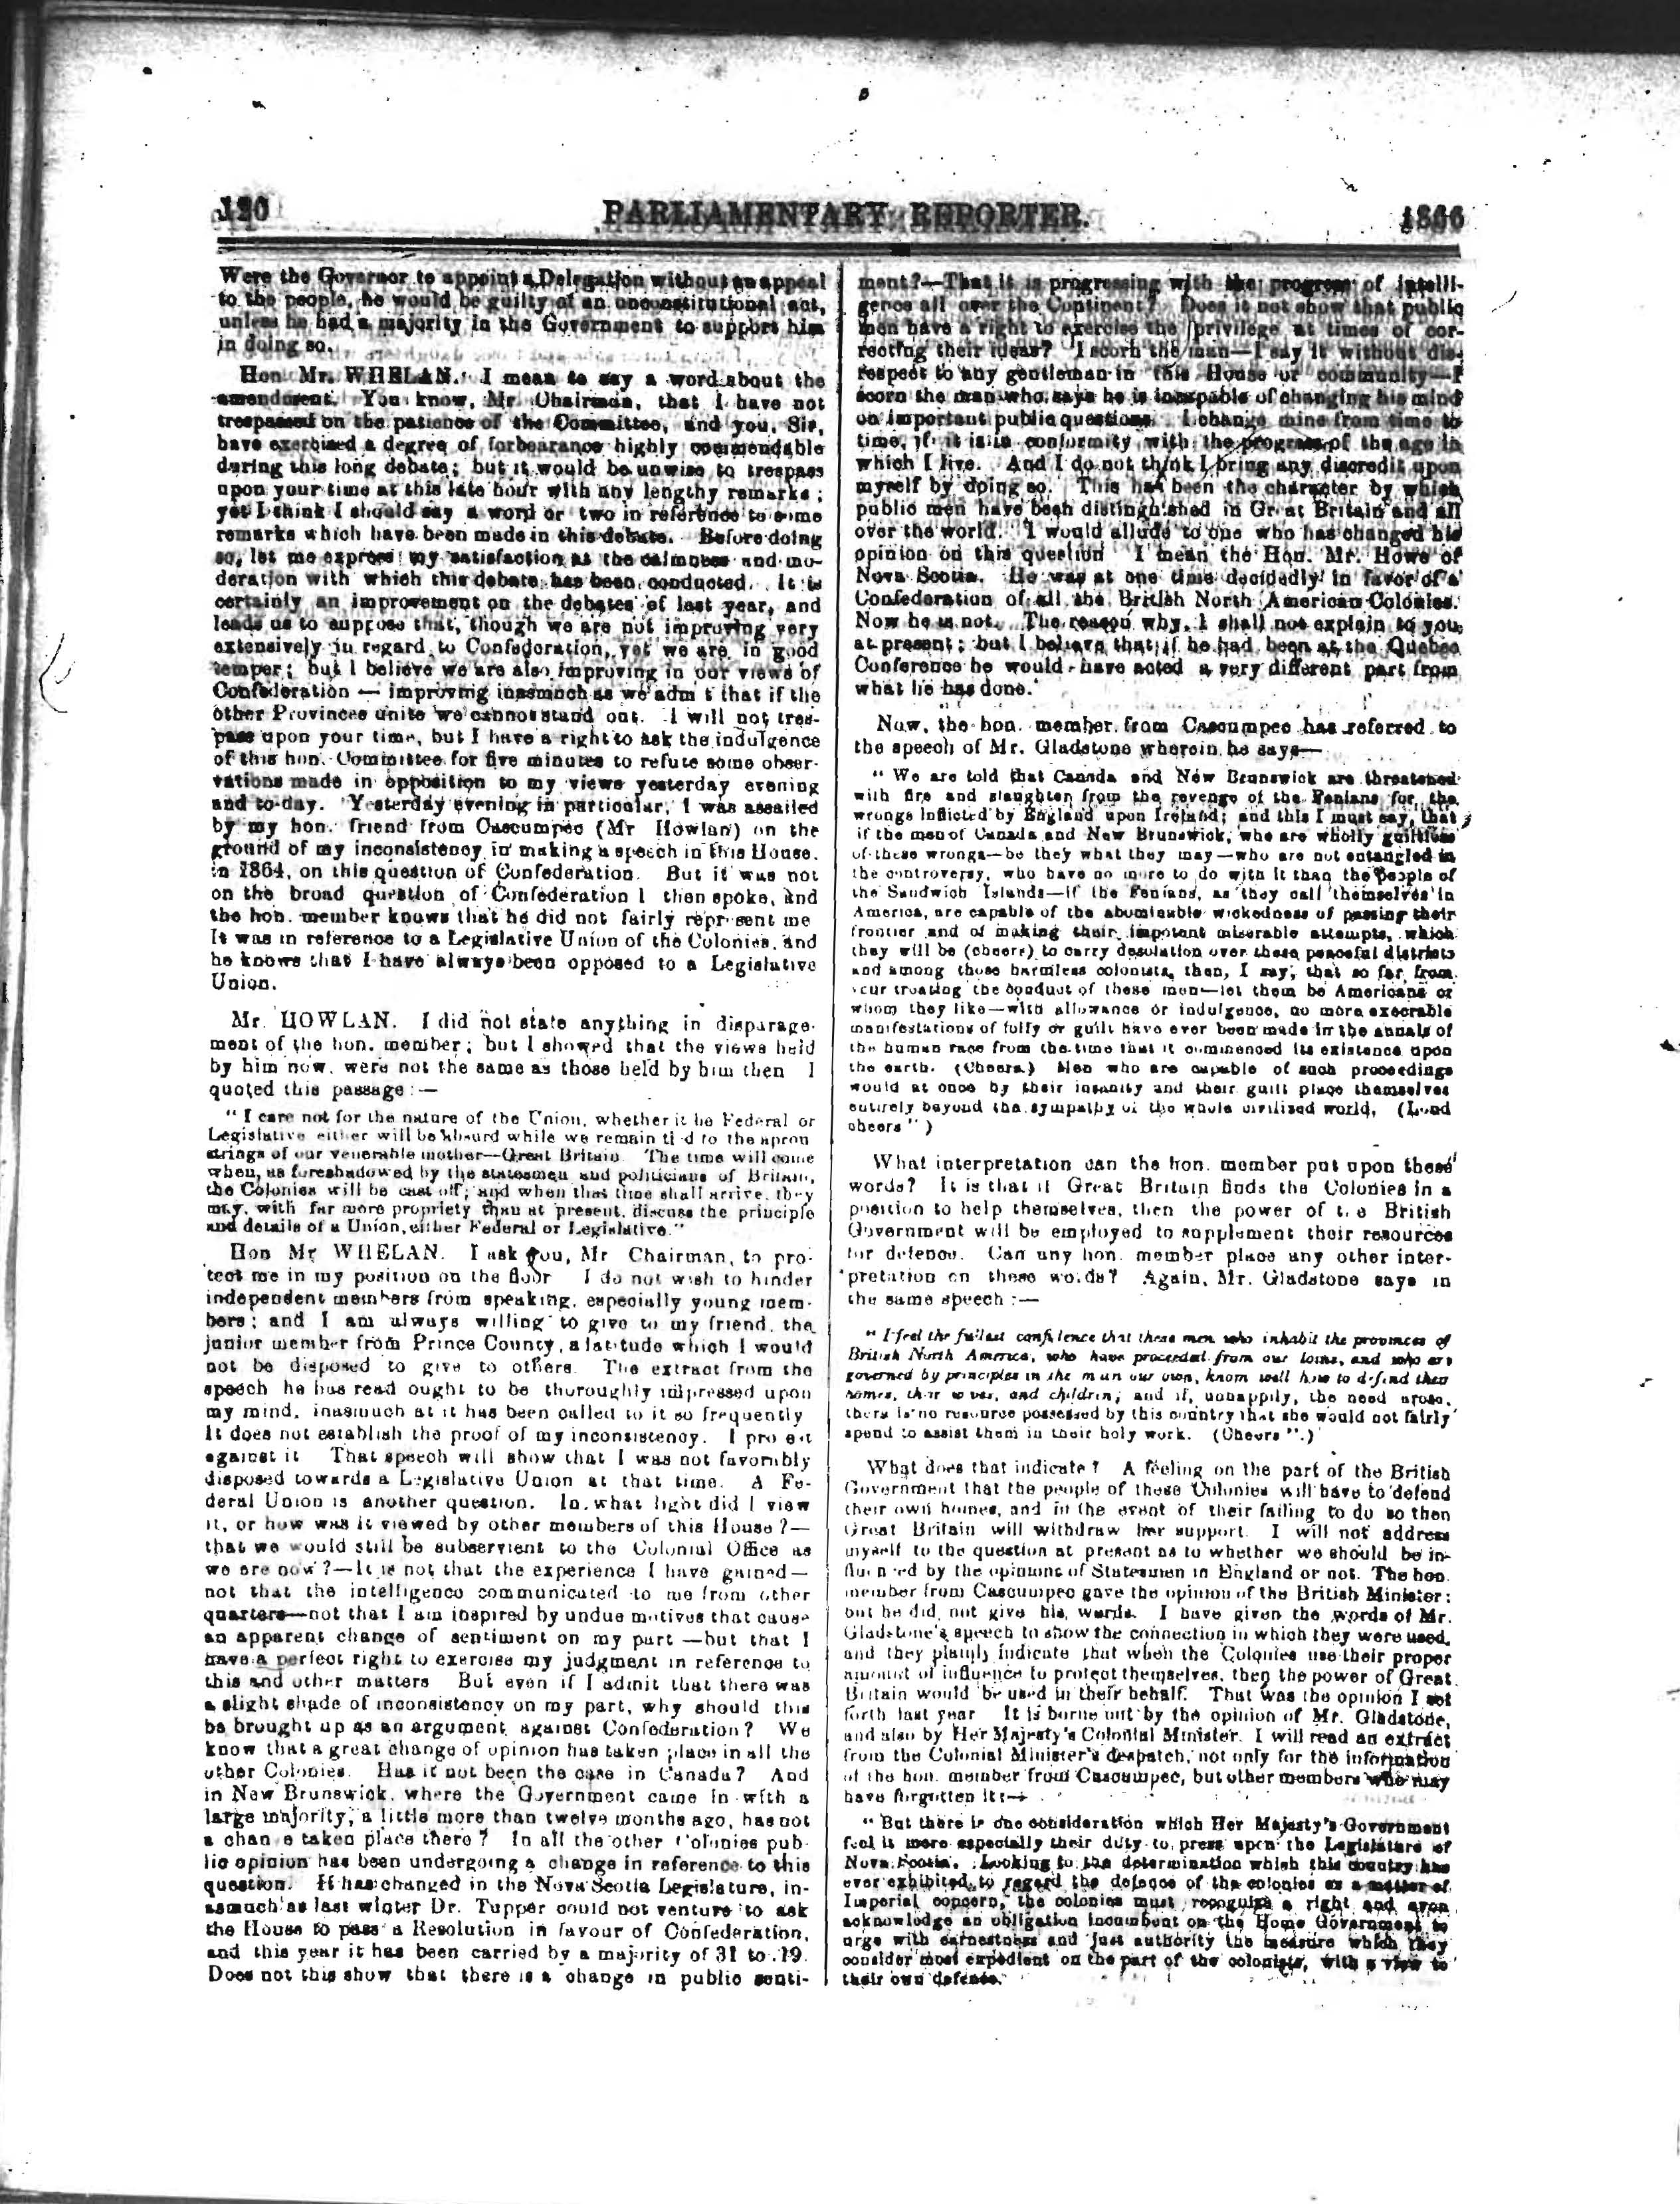 120 PARLIAMENTARY REPORTER. 1866
Were the Governor to appoint a Delegation without an appeal
to the people, he would be guilty of an unconstitutional act,
unless he had a majority in the Government to support him
in doing so.
Hon. Mr. WHELAN. I mean to say a word about the
amendment. You know, Mr. Chairman, that I have not
trespassed on the patience of the Committee, and you, Sir,
have exercised a degree of forbearance highly commendable
during this long debate; but it would be unwise to trespass
upon your time at this late hour with any lengthy remarks;
yet I think I should say a word or two in reference to some
remarks which have been made in this debate. Before doing
so, let me express my satisfaction at the calmness and mo-
deration with which this debate has been conducted. It is
certainly an improvement on the debates of last year, and
leads us to suppose that, though we are not improving very
extensively in regard to Confederation, yet we are in good
temper; but I believe we are also improving in our views of
Confederation — improving inasmuch as we adm t that if the
other Provinces unite we cannot stand out. I will not tres-
pass upon your time, but I have a right to ask the indulgence
of this hon. Committee for five minutes to refute some obser-
vations made in opposition to my views yesterday evening
and to-day. Yesterday evening in particular, I was assailed
by my hon. friend from Cascumpec (Mr Howlan) on the
ground of my inconsistency in making a speech in this House.
in 1864, on this question of Confederation. But it was not
on the broad question of Confederation I then spoke, and
the hon. member knows that he did not fairly repr-sent me
It was in reference to a Legislative Union of the Colonies, and
he knows that I have always been opposed to a Legislative
Union.
Mr. HOWLAN. I did not state anything in disparage-
ment of the hon. member; but I showed that the views held
by him now, were not the same as those held by him then I
quoted this passage :—
" I care not for the nature of the Union, whether it be Federal or
Legislative either will be absurd while we remain ti d to the apron
strings of our venerable mother—Great Britain The time will come
when, as foreshadowed by the statesmen and politicians of Britain,
the Colonies will be cast off; and when that time shall arrive, they
may, with far more propriety than at present, discuss the principle
and details of a Union, either Federal or Legislative."
Hon Mr WHELAN. I ask you, Mr Chairman, to pro-
tect me in my position on the floor I do not wish to hinder
independent members from speaking, especially young mem-
bers; and I am always willing to give to my friend, the
junior member from Prince County, a latitude which I would
not be disposed to give to others. The extract from the
speech he has read ought to be thoroughly impressed upon
my mind, inasmuch at it has been called to it so frequently
It does not establish the proof of my inconsistency. I pro est
against it That speech will show that I was not favorably
disposed towards a Legislative Union at that time. A Fe-
deral Union is another question. In what light did I view
it, or how was it viewed by other members of this House ?—
that we would still be subservient to the Colonial Office as
we are now ?—It is not that the experience I have gained—
not that the intelligence communicated to me from other
quarters—not that I am inspired by undue motives that cause
an apparent change of sentiment on my part —but that I
have a perfect right to exercise my judgment in reference to
this and other matters But even if I admit that there was
a slight shade of inconsistency on my part, why should this
be brought up as an argument against Confederation? We
know that a great change of opinion has taken place in all the
other Colonies. Has it not been the case in Canada? And
in New Brunswick, where the Government came in with a
large majority, a little more than twelve months ago, has not
a chan e taken place there? In all the other Colonies pub-
lic opinion has been undergoing a change in reference to this
question. It has changed in the Nova Scotia Legislature, in-
asmuch as last winter Dr. Tupper could not venture to ask
the House to pass a Resolution in favour of Confederation,
and this year it has been carried by a majority of 31 to 19.
Does not this show that there is a change in public senti-
ment?—That it is progressing with the progress of intelli-
gence all over the Continent? Does it not show that public
men have a right to exercise the privilege at times of cor-
recting their ideas? I scorn the man—I say it without dis-
respect to any gentleman in this House or community—I
scorn the man who says he is incapable of changing his mind
on important public questions. I change mine from time to
time, if it is in conformity with the progress of the age in
which I live. And I do not think I bring any discredit upon
myself by doing so. This has been the character by which
public men have been distinguished in Gr at Britain and all
over the world. I would allude to one who has changed his
opinion on this question I mean the Hon. Mr. Howe of
Nova Scotia. He was at one time decidedly in favor of a
Confederation of all the British North American Colonies.
Now he is not. The reason why, I shall not explain to you
at present; but I believe that if he had been at the Quebec
Conference he would have acted a very different part from
what he has done.
Now, the hon. member from Cascumpec has referred to
the speech of Mr. Gladstone wherein he says—
" We are told that Canada and New Brunswick are threatened
with fire and slaughter from the revenge of the Fenians for the
wrongs inflicted by England upon Ireland; and this I must say, that
if the men of Canada and New Brunswick, who are wholly guiltless
of these wrongs—be they what they may—who are not entangled in
the controversy, who have no more to do with it than the people of
the Sandwich Islands—if the Fenians, as they call themselves in
America, are capable of the abominable wickedness of passing their
frontier and of making their impotent miserable attempts, which
they will be (cheers) to carry desolation over these peaceful districts
and among those harmless colonists, then, I say, that so far from
our treating the conduct of these men—let them be Americans or
whom they like—with allowance or indulgence, no more execrable
manifestations of folly or guilt have ever been made in the annals of
the human race from the time that it commenced its existence upon
the earth. (Cheers.) Men who are capable of such proceedings
would at once by their insanity and their guilt place themselves
entirely beyond the sympathy of the whole civilised world, (Loud
cheers ")
What interpretation can the hon. member put upon these
words? It is that if Great Britain finds the Colonies in a
position to help themselves, then the power of t e British
Government will be employed to supplement their resources
for defence. Can any hon. member place any other inter-
pretation on these words? Again, Mr. Gladstone says in
the same speech :—
" I feel the fullest confidence that these men who inhabit the provinces of
British North America, who have proceeded from our loins, and who are
governed by principles in the main our own, know well how to defend their
homes, their wives, and children; and if, unhappily, the need arose,
there is no resource possessed by this country that she would not fairly
spend to assist them in their holy work. (Cheers ".)
What does that indicate? A feeling on the part of the British
Government that the people of these Colonies will have to defend
their own homes, and in the event of their failing to do so then
Great Britain will withdraw her support. I will not address
myself to the question at present as to whether we should be in-
fluenced by the opinions of Statesmen in England or not. The hon.
member from Cascumpec gave the opinion of the British Minister:
but he did not give his words. I have given the words of Mr.
Gladstone's speech to show the connection in which they were used,
and they plainly indicate that when the Colonies use their proper
amount of influence to protect themselves, then the power of Great
Britain would be used in their behalf. That was the opinion I set
forth last year It is borne out by the opinion of Mr. Gladstone,
and also by Her Majesty's Colonial Minister. I will read an extract
from the Colonial Minister's despatch, not only for the information
of the hon. member from Cascumpec, but other members who may
have forgotten it:—
" But there is one consideration which Her Majesty's Government
feel it more especially their duty to press upon the Legislature of
Nova Scotia. Looking to the determination which this country has
ever exhibited to regard the defence of the colonies as a matter of
Imperial concern, the colonies must recognize a right and even
acknowledge an obligation incumbent on the Home Government to
urge with earnestness and just authority the measure which they
consider most expedient on the part of the colonists, with a view to
their own defence.